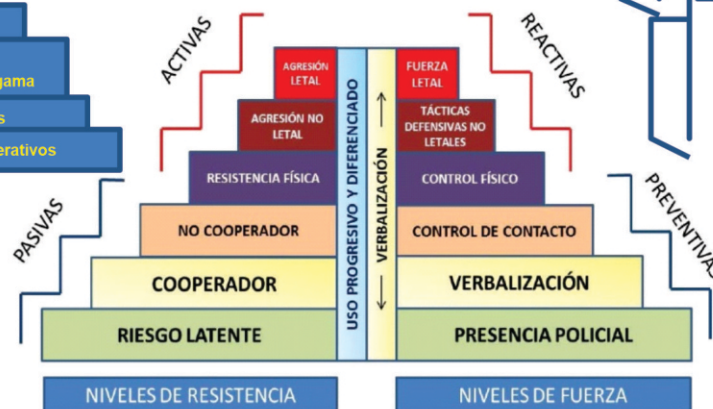 gama
s
erativos
ACTIVAS
REACTIVAS
PASIVAS
PREVENTIVAS
AGRESIÓN
LETAL
AGRESIÓN NO
LETAL
RESISTENCIA FÍSICA
NO COOPERADOR
COOPERADOR
RIESGO LATENTE
NIVELES DE RESISTENCIA
USO PROGRESIVO Y DIFERENCIADO
VERBALIZACIÓN
FUERZA
LETAL
TÁCTICAS
DEFENSIVAS NO
LETALES
CONTROL FÍSICO
CONTROL DE CONTACTO
VERBALIZACIÓN
PRESENCIA POLICIAL
NIVELES DE FUERZA